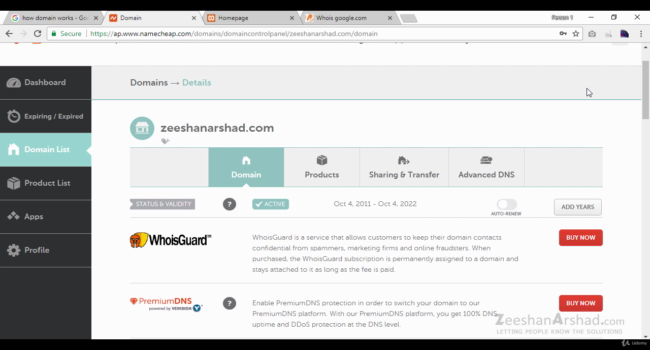 how domain works - Go
Domain
Homepage
Whois google.com
Secure
https://ap.www.namecheap.com/domains/domaincontrolpanel/zeeshanarshad.com/domain
Dashboard
Expiring / Expired
Domain List
Product List
Apps
Profile
Domains → Details
zeeshanarshad.com
Domain
Products
Sharing & Transfer
Advanced DNS
STATUS & VALIDITY
?
ACTIVE
Oct 4, 2011 - Oct 4, 2022
AUTO-RENEW
ADD YEARS
WhoisGuard
WhoisGuard is a service that allows customers to keep their domain contacts
confidential from spammers, marketing firms and online fraudsters. When
purchased, the WhoisGuard subscription is permanently assigned to a domain and
stays attached to it as long as the fee is paid.
BUY NOW
PremiumDNS
powered by VERISIGN
?
Enable PremiumDNS protection in order to switch your domain to our
PremiumDNS platform. With our PremiumDNS platform, you get 100% DNS
uptime and DDoS protection at the DNS level.
BUY NOW
ZeeshanArshad.com
LETTING PEOPLE KNOW THE SOLUTIONS
Udemy